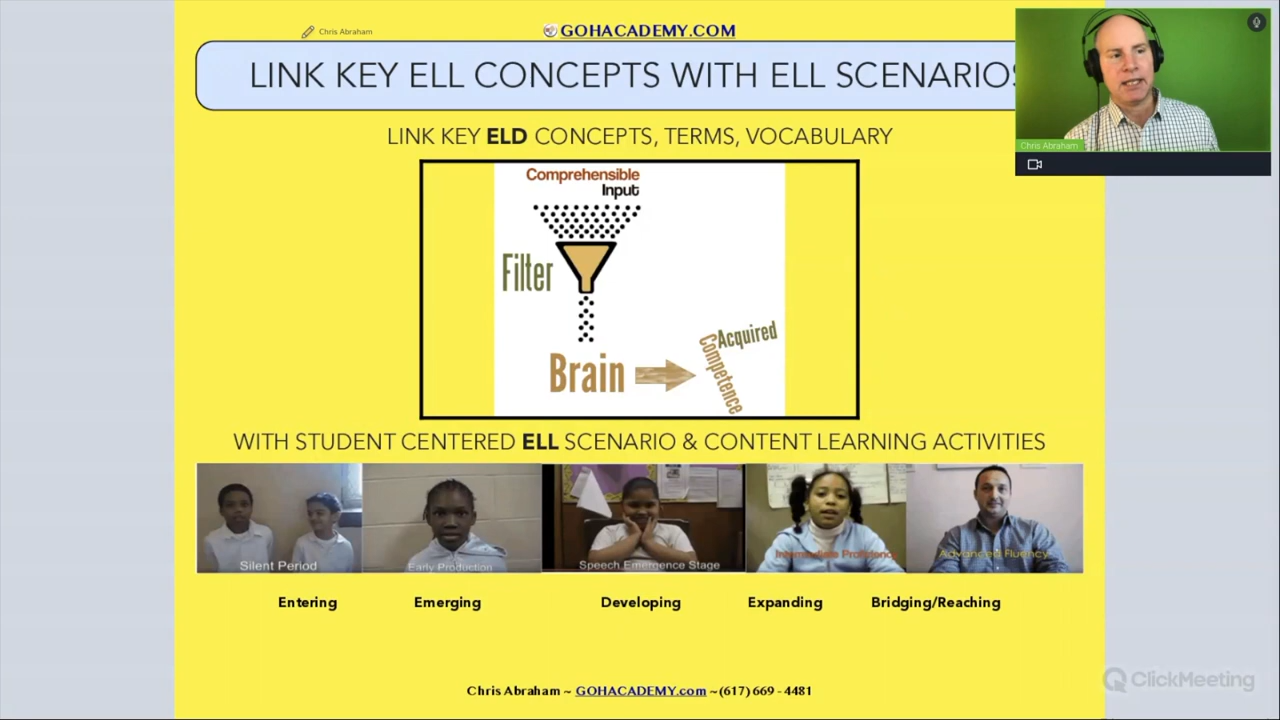 Chris Abraham
GOHACADEMY.COM
LINK KEY ELL CONCEPTS WITH ELL SCENARIOS
Chris Abraham
LINK KEY ELD CONCEPTS, TERMS, VOCABULARY
Comprehensible
Input
Filter
Brain
Acquired
Competence
WITH STUDENT CENTERED ELL SCENARIO & CONTENT LEARNING ACTIVITIES
Silent Period
Early Production
Speech Emergence Stage
Intermediate Proficiency
Advanced Fluency
Entering
Emerging
Developing
Expanding
Bridging/Reaching
ClickMeeting
Chris Abraham ~ GOHACADEMY.com ~(617) 669 - 4481